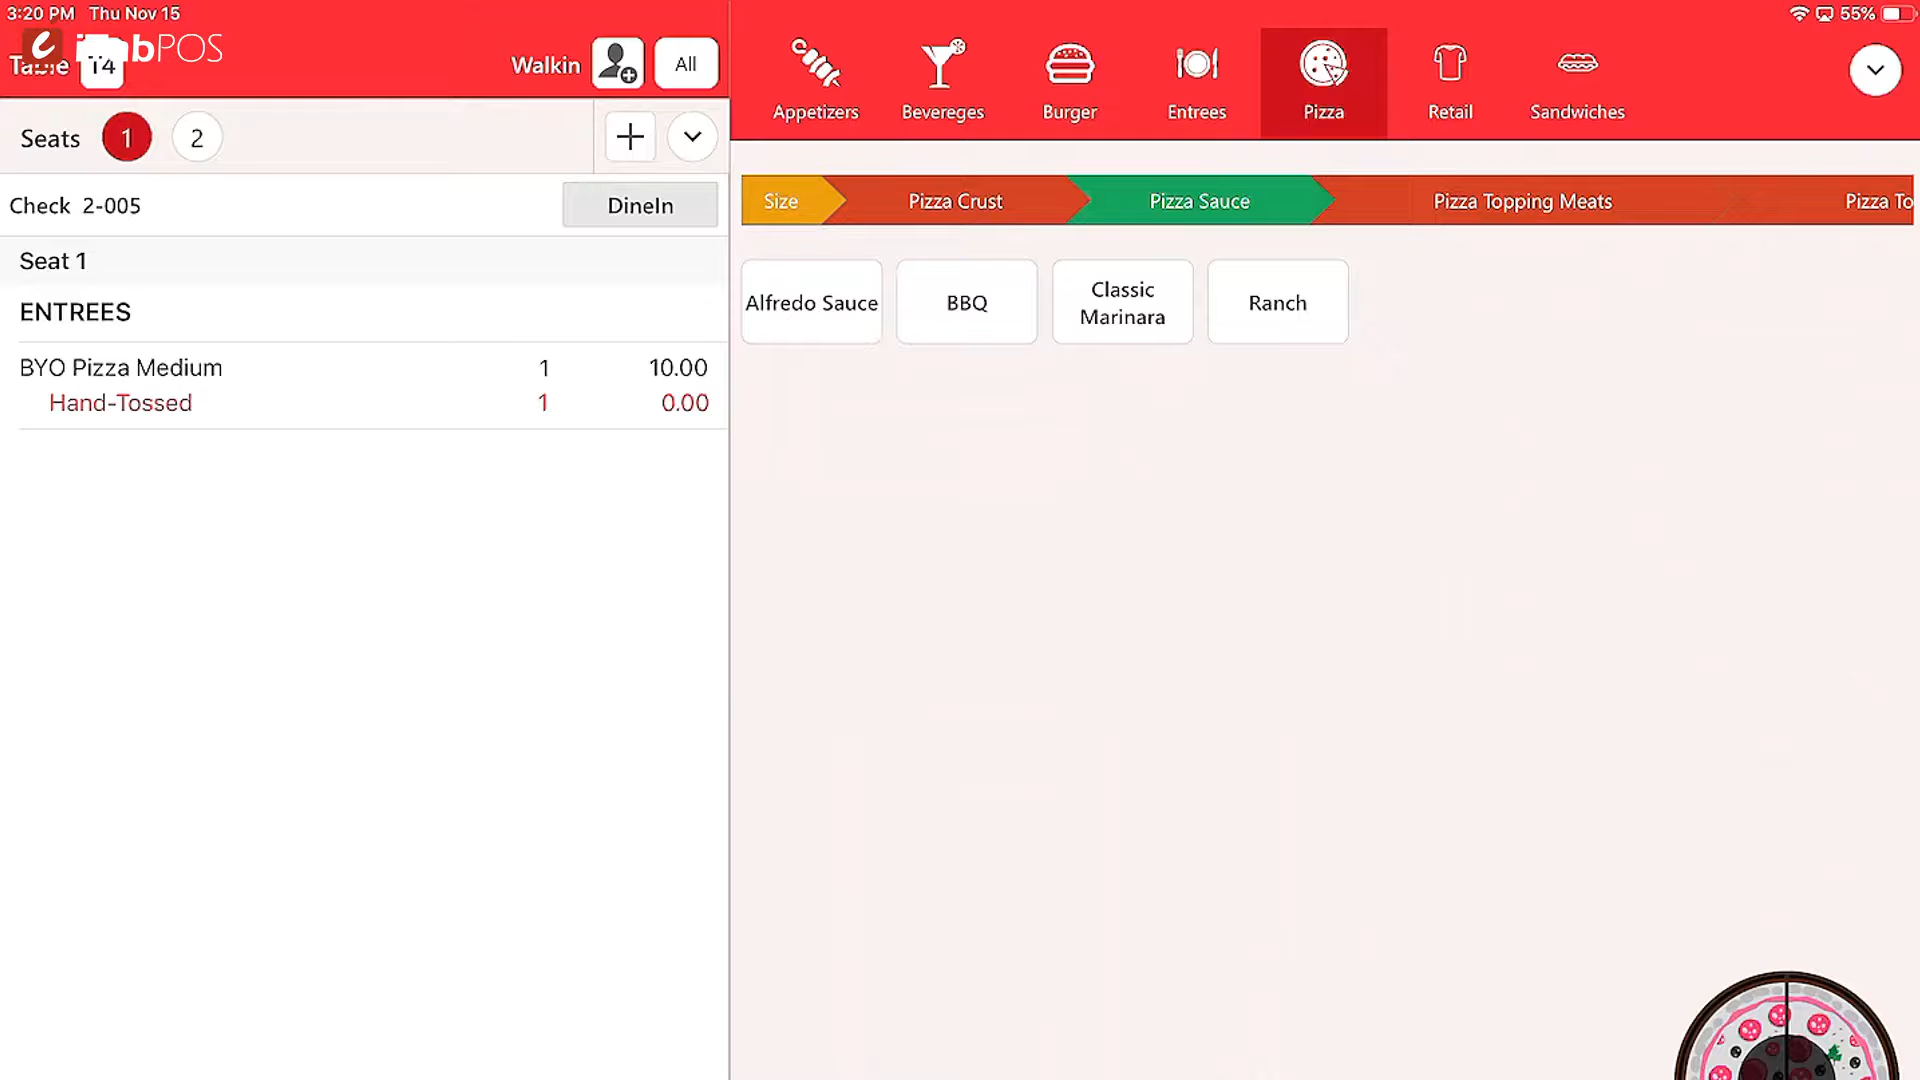 3:20 PM Thu Nov 15
55%
Table T4
POS
Walkin
All
Appetizers
Bevereges
Burger
Entrees
Pizza
Retail
Sandwiches
Seats 1 2
Check 2-005
DineIn
Size
Pizza Crust
Pizza Sauce
Pizza Topping Meats
Pizza To
Seat 1
ENTREES
BYO Pizza Medium 1 10.00
Hand-Tossed 1 0.00
Alfredo Sauce
BBQ
Classic
Marinara
Ranch